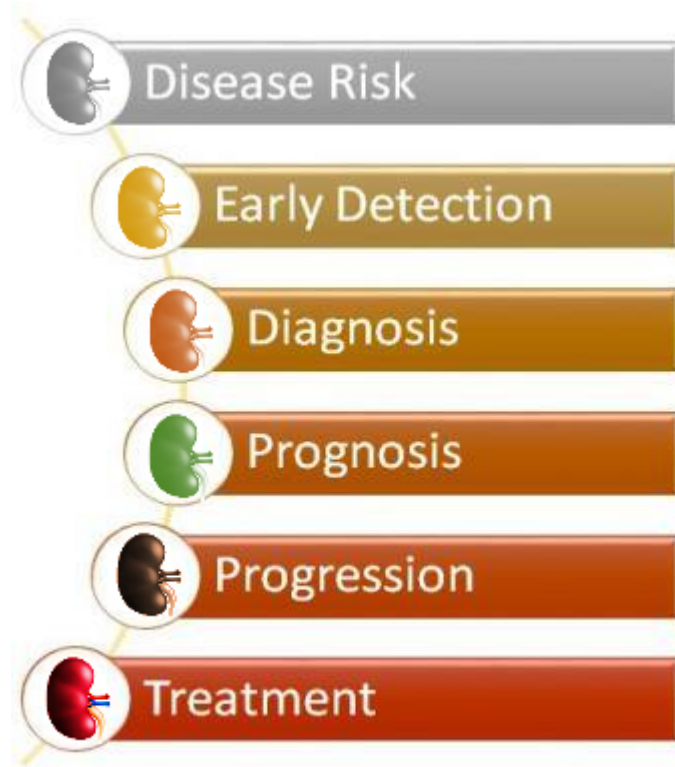 Disease Risk
Early Detection
Diagnosis
Prognosis
Progression
Treatment